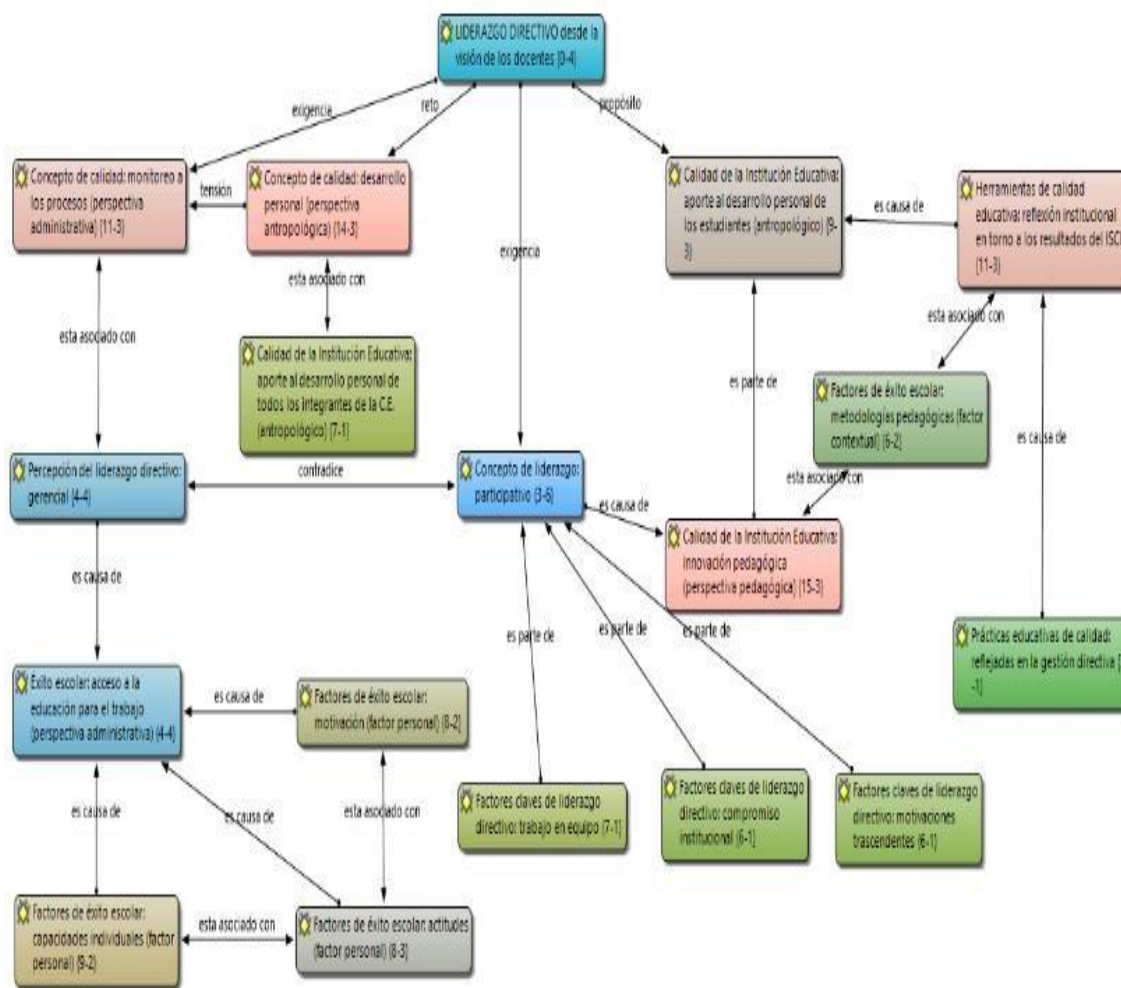 LIDERAZGO DIRECTIVO desde la
visión de los docentes {0-4}
exigencia
reto
propósito
Concepto de calidad: monitoreo a
los procesos (perspectiva
administrativa) {11-3}
tensión
Concepto de calidad: desarrollo
personal (perspectiva
antropológica) {14-3}
Calidad de la Institución Educativa:
aporte al desarrollo personal de
los estudiantes (antropológico) {9-
3}
es causa de
Herramientas de calidad
educativa: reflexión institucional
en torno a los resultados del
{11-3}
exigencia
esta asociado con
esta asociado con
esta asociado con
Calidad de la Institución Educativa:
aporte al desarrollo personal de
todos los integrantes de la C.E.
(antropológico) {7-1}
es parte de
Factores de éxito escolar:
metodologías pedagógicas (factor
contextual) {6-2}
es causa de
Percepción del liderazgo directivo:
gerencial {4-4}
contradice
Concepto de liderazgo:
participativo {3-6}
esta asociado con
es causa de
Calidad de la Institución Educativa:
innovación pedagógica
(perspectiva pedagógica) {15-3}
es causa de
es parte de
es parte de
es parte de
Prácticas educativas de calidad:
reflejadas en la gestión directiva
-1}
Éxito escolar: acceso a la
educación para el trabajo
(perspectiva administrativa) {4-4}
es causa de
Factores de éxito escolar:
motivación (factor personal) {8-2}
es causa de
es causa de
esta asociado con
Factores claves de liderazgo
directivo: trabajo en equipo {7-1}
Factores claves de liderazgo
directivo: compromiso
institucional {6-1}
Factores claves de liderazgo
directivo: motivaciones
trascendentes {6-1}
Factores de éxito escolar:
capacidades individuales (factor
personal) {9-2}
esta asociado con
Factores de éxito escolar: actitudes
(factor personal) {8-3}